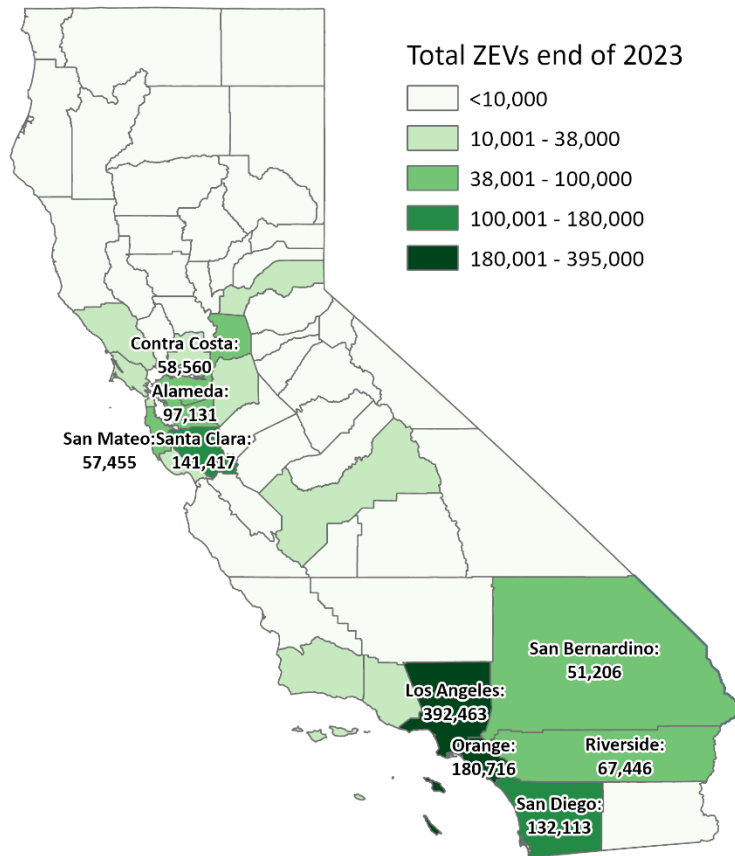 Total ZEVs end of 2023
<10,000
10,001 - 38,000
38,001 - 100,000
100,001 - 180,000
180,001 - 395,000
Contra Costa:
58,560
Alameda:
97,131
San Mateo:
57,455
Santa Clara:
141,417
San Bernardino:
51,206
Los Angeles:
392,463
Orange:
180,716
Riverside:
67,446
San Diego:
132,113